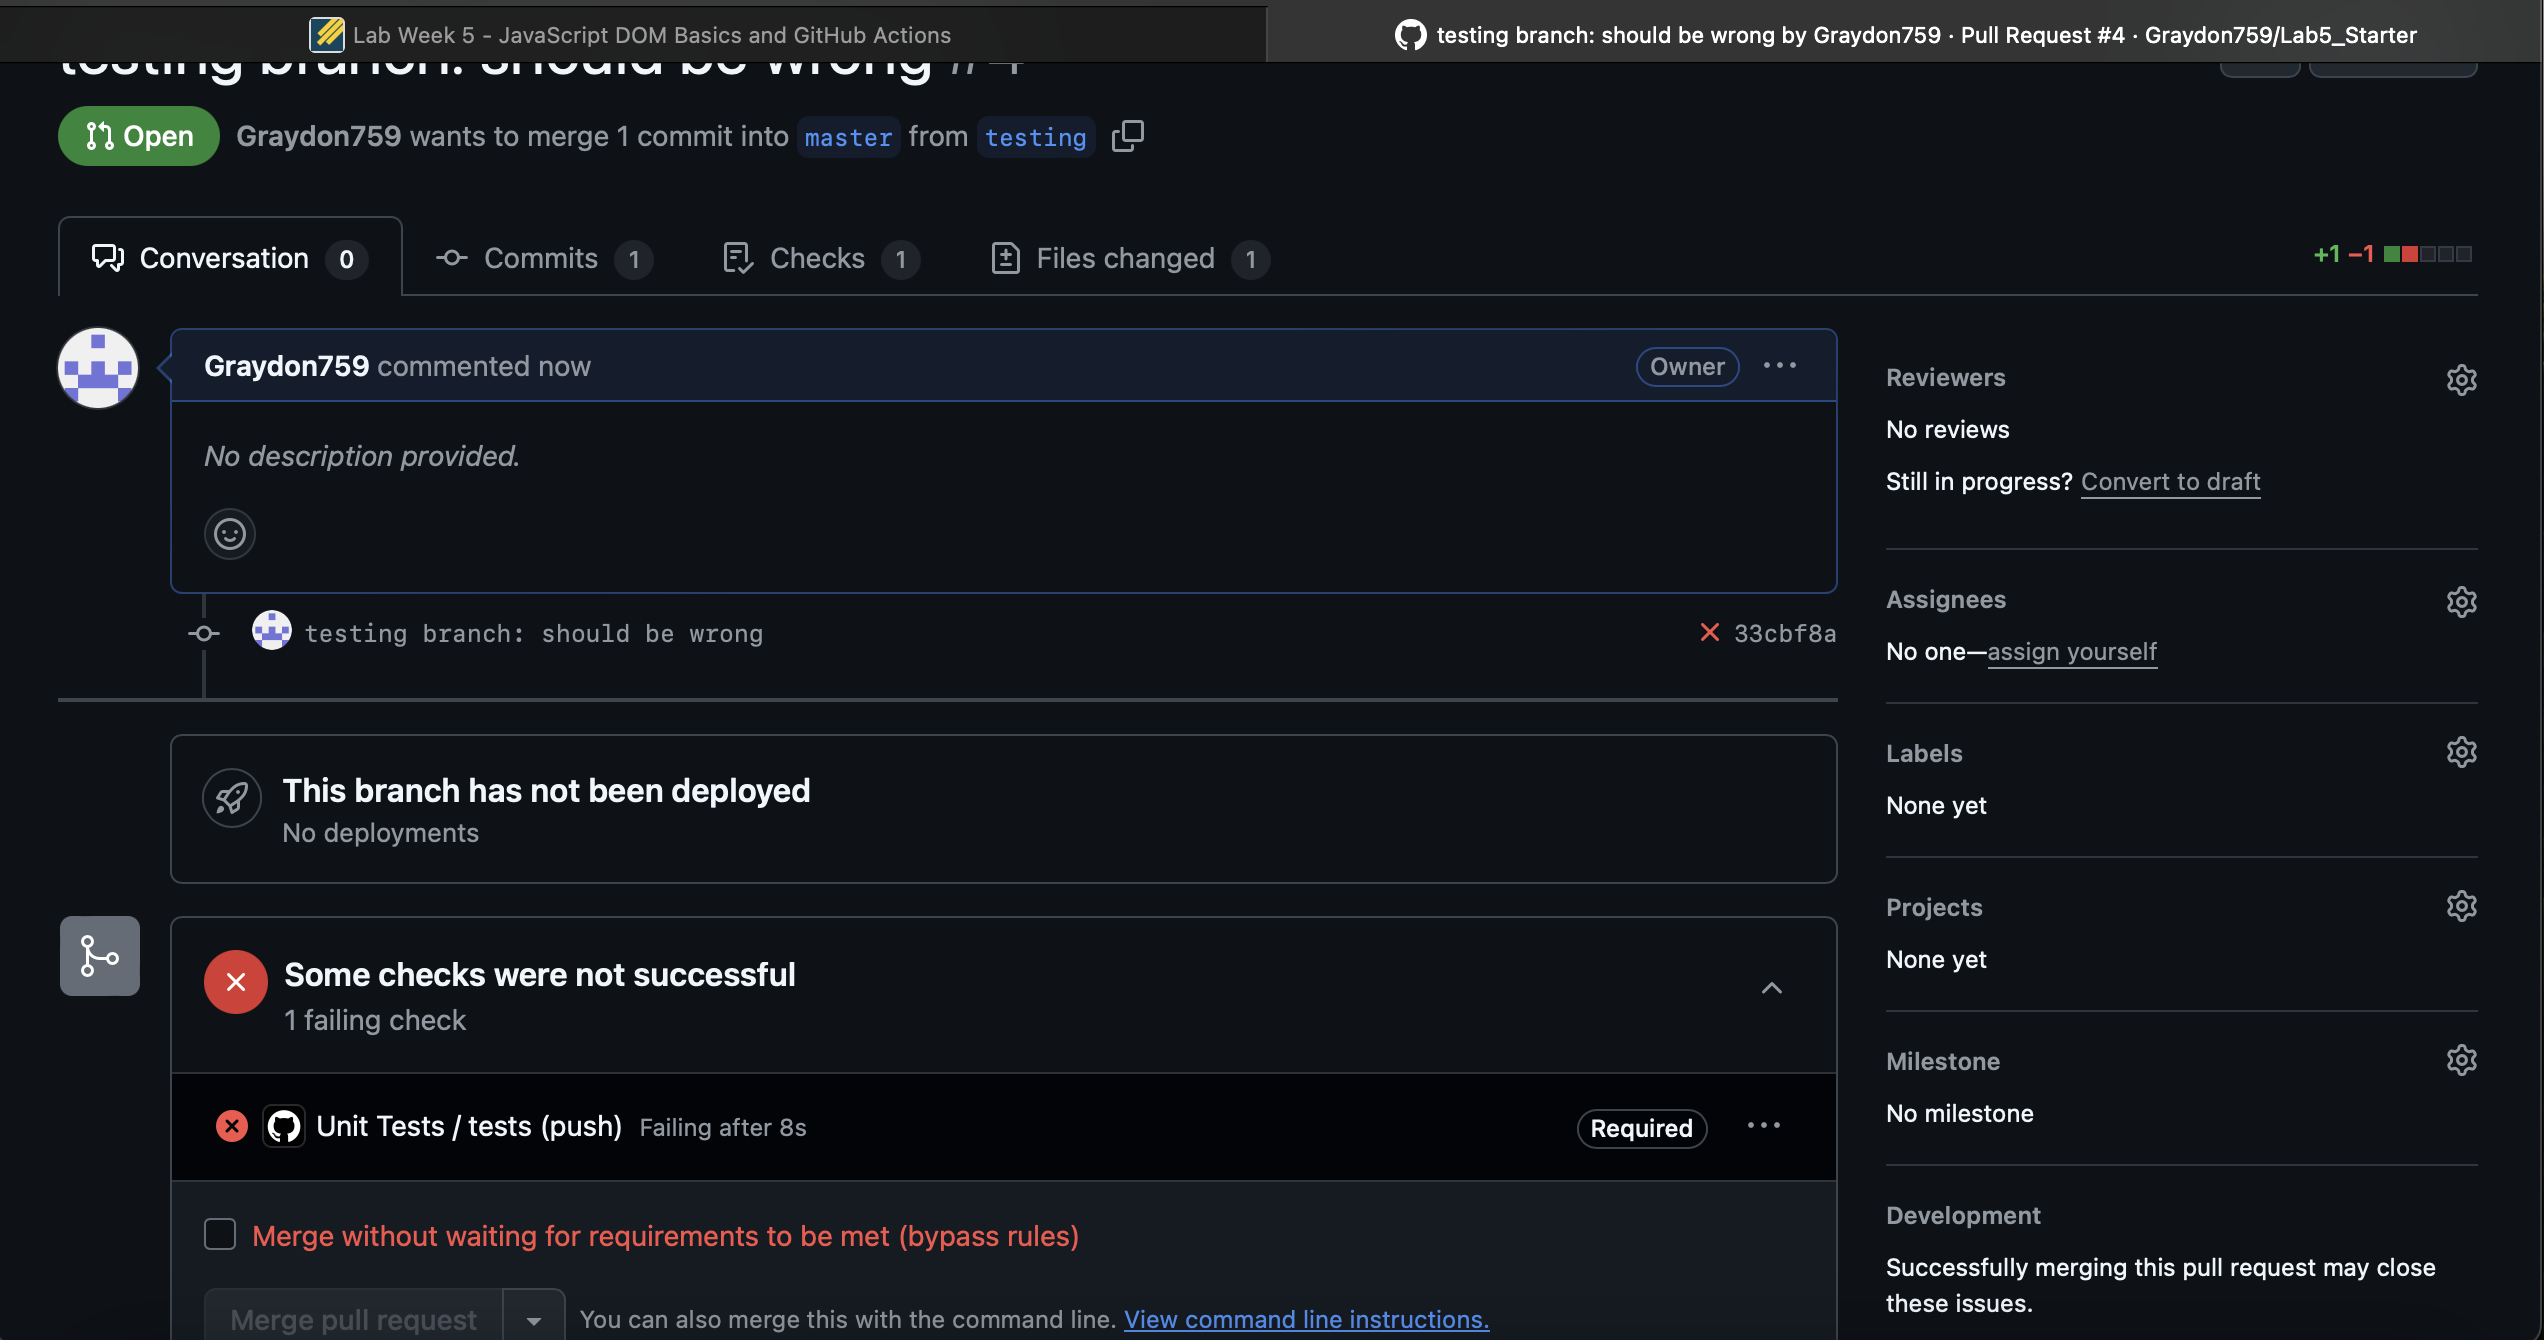 Lab Week 5 - JavaScript DOM Basics and GitHub Actions
testing branch: should be wrong by Graydon759 · Pull Request #4 · Graydon759/Lab5_Starter
testing branch: should be wrong #4
Open
Graydon759 wants to merge 1 commit into master from testing
Conversation 0
Commits 1
Checks 1
Files changed 1
+1 −1
Graydon759 commented now
Owner
No description provided.
testing branch: should be wrong
33cbf8a
This branch has not been deployed
No deployments
Some checks were not successful
1 failing check
Unit Tests / tests (push) Failing after 8s
Required
Merge without waiting for requirements to be met (bypass rules)
Merge pull request
You can also merge this with the command line. View command line instructions.
Reviewers
No reviews
Still in progress? Convert to draft
Assignees
No one—assign yourself
Labels
None yet
Projects
None yet
Milestone
No milestone
Development
Successfully merging this pull request may close
these issues.